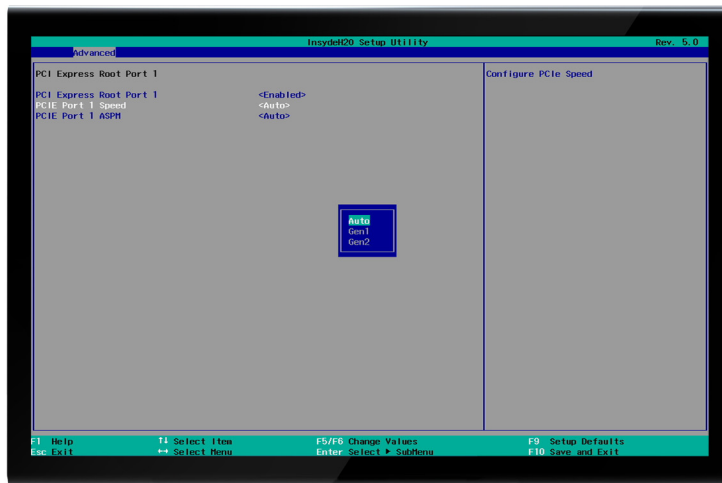 InsydeH20 Setup Utility Rev. 5.0
Advanced
PCI Express Root Port 1
Configure PCIe Speed
PCI Express Root Port 1 <Enabled>
PCIE Port 1 Speed <Auto>
PCIE Port 1 ASPM <Auto>
Auto
Gen1
Gen2
F1 Help ↑↓ Select Item F5/F6 Change Values F9 Setup Defaults
Esc Exit ↔ Select Menu Enter Select ▶ SubMenu F10 Save and Exit